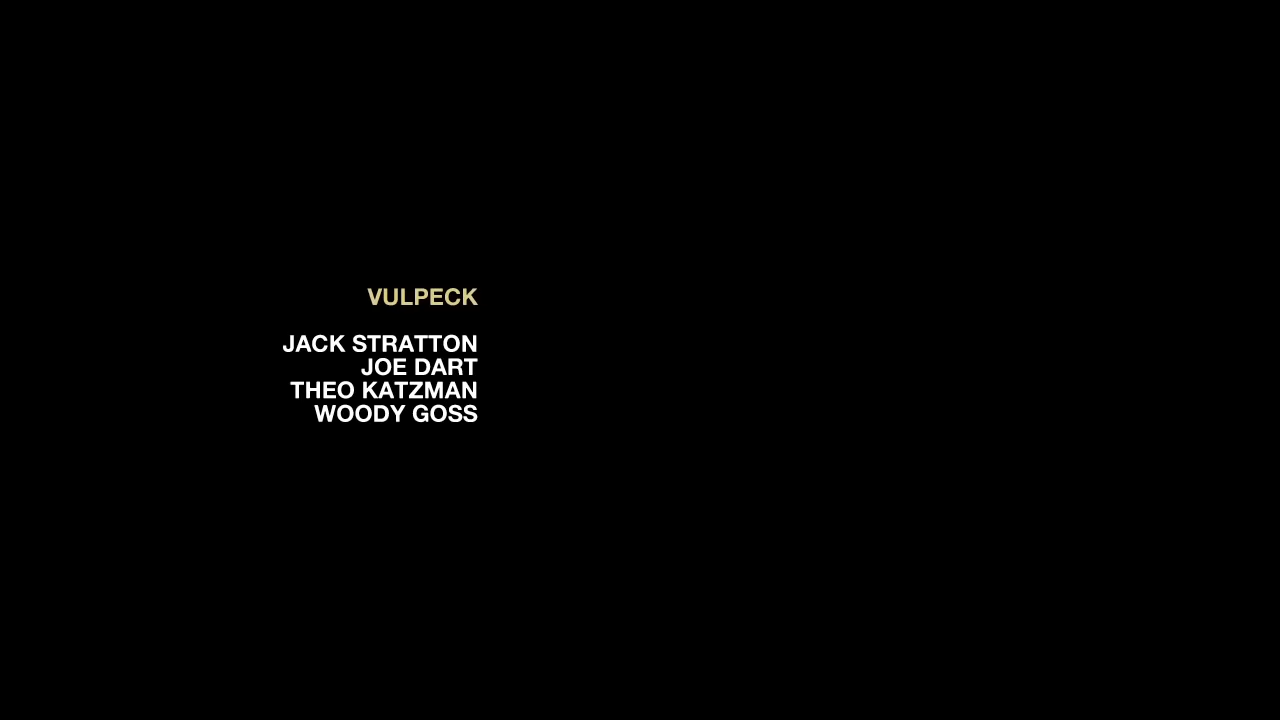 VULPECK
JACK STRATTON
JOE DART
THEO KATZMAN
WOODY GOSS